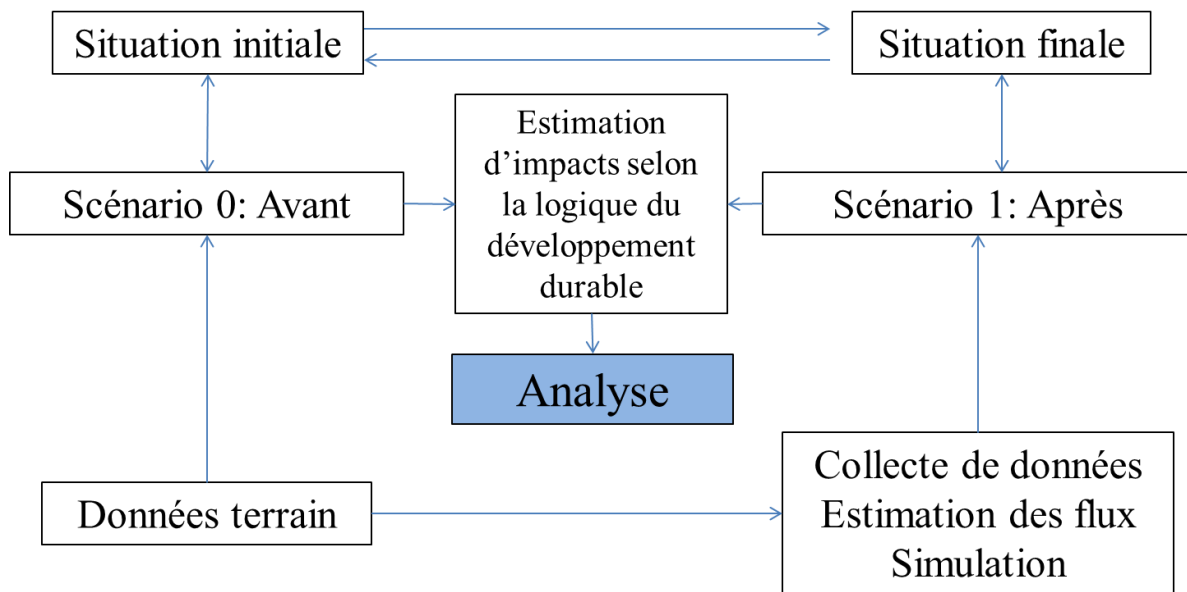 Situation initiale
Situation finale
Estimation
d’impacts selon
la logique du
développement
durable
Scénario 0: Avant
Scénario 1: Après
Analyse
Données terrain
Collecte de données
Estimation des flux
Simulation